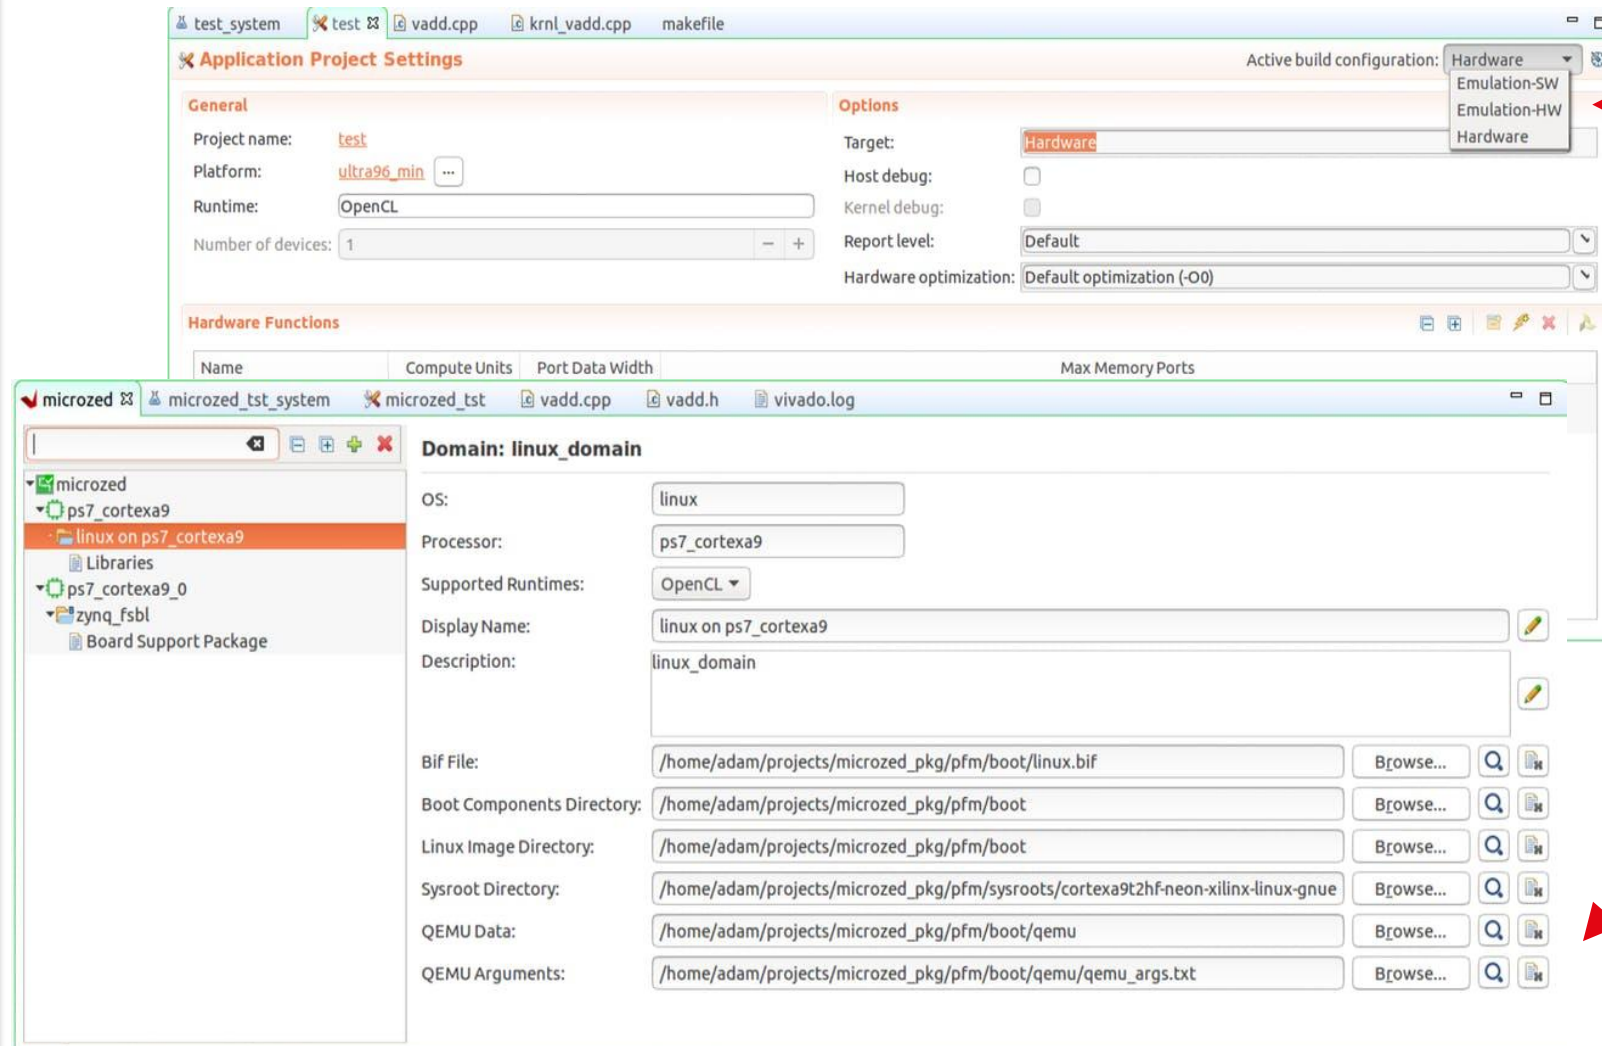 test_system test vadd.cpp krnl_vadd.cpp makefile
Application Project Settings Active build configuration: Hardware
Emulation-SW
Emulation-HW
Hardware
General Options
Project name: test Target: Hardware
Platform: ultra96_min ... Host debug:
Runtime: OpenCL Kernel debug:
Number of devices: 1 − + Report level: Default
Hardware optimization: Default optimization (-O0)
Hardware Functions
Name Compute Units Port Data Width Max Memory Ports
microzed microzed_tst_system microzed_tst vadd.cpp vadd.h vivado.log
microzed
ps7_cortexa9
linux on ps7_cortexa9
Libraries
ps7_cortexa9_0
zynq_fsbl
Board Support Package
Domain: linux_domain
OS: linux
Processor: ps7_cortexa9
Supported Runtimes: OpenCL
Display Name: linux on ps7_cortexa9
Description: linux_domain
Bif File: /home/adam/projects/microzed_pkg/pfm/boot/linux.bif Browse...
Boot Components Directory: /home/adam/projects/microzed_pkg/pfm/boot Browse...
Linux Image Directory: /home/adam/projects/microzed_pkg/pfm/boot Browse...
Sysroot Directory: /home/adam/projects/microzed_pkg/pfm/sysroots/cortexa9t2hf-neon-xilinx-linux-gnue Browse...
QEMU Data: /home/adam/projects/microzed_pkg/pfm/boot/qemu Browse...
QEMU Arguments: /home/adam/projects/microzed_pkg/pfm/boot/qemu/qemu_args.txt Browse...